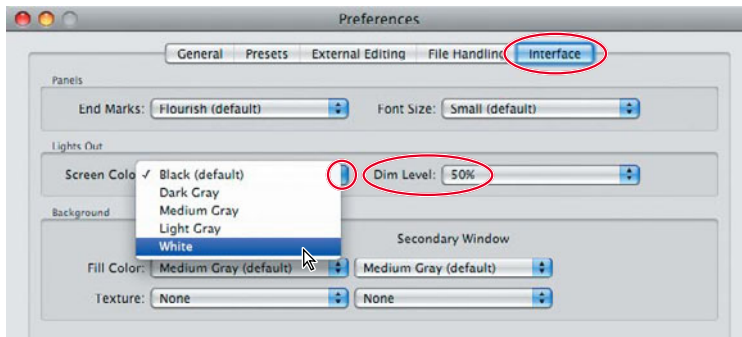 Preferences
General Presets External Editing File Handling Interface
Panels
End Marks: Flourish (default) Font Size: Small (default)
Lights Out
Screen Colo ✓ Black (default) Dim Level: 50%
Dark Gray
Medium Gray
Light Gray
White
Background
Secondary Window
Fill Color: Medium Gray (default) Medium Gray (default)
Texture: None None